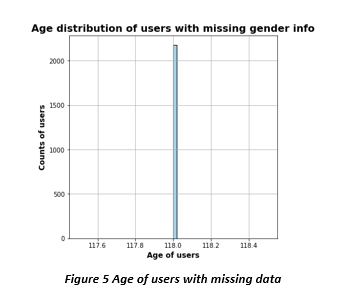 Age distribution of users with missing gender info
2000
1500
1000
500
0
Counts of users
117.6 117.8 118.0 118.2 118.4
Age of users
Figure 5 Age of users with missing data